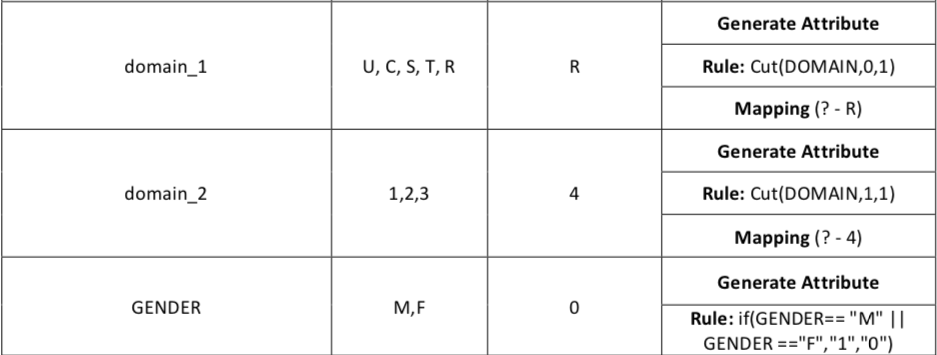 Generate Attribute
domain_1 U, C, S, T, R R Rule: Cut(DOMAIN,0,1)
Mapping (? - R)
Generate Attribute
domain_2 1,2,3 4 Rule: Cut(DOMAIN,1,1)
Mapping (? - 4)
Generate Attribute
GENDER M,F 0
Rule: if(GENDER== "M" ||
GENDER =="F","1","0")